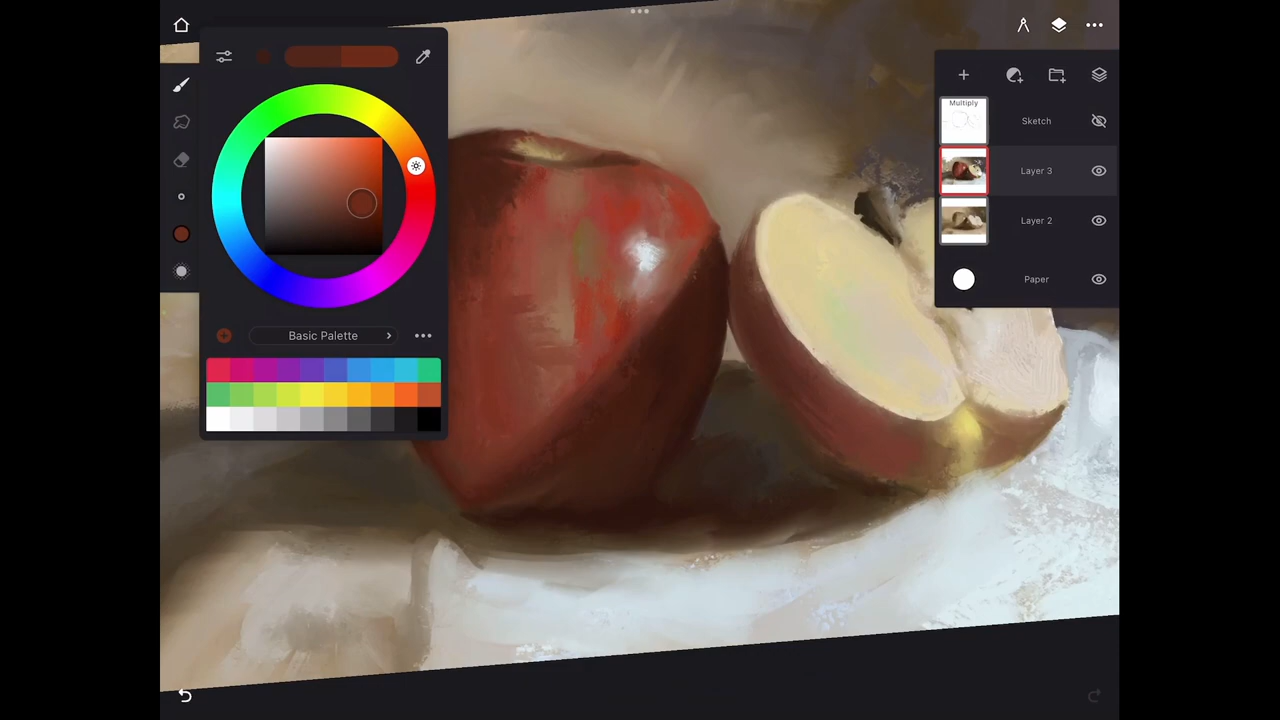 Multiply
Sketch
Layer 3
Layer 2
Paper
Basic Palette